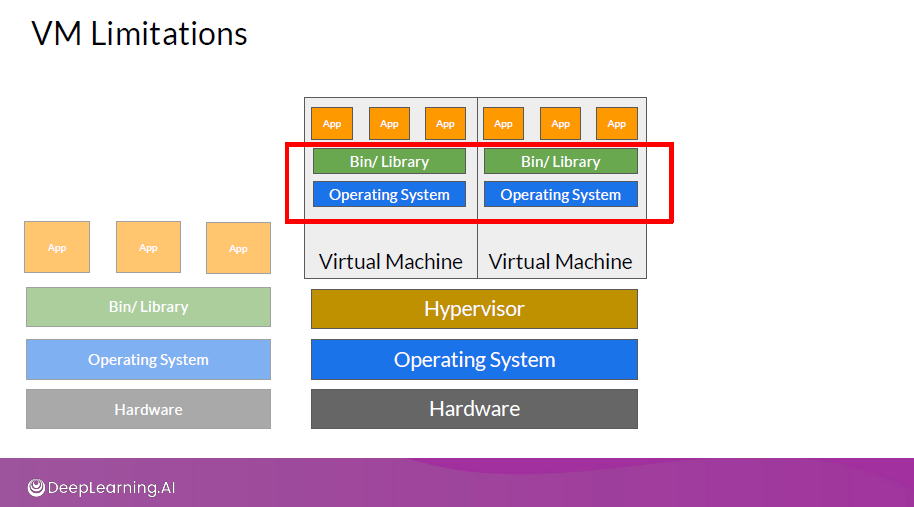 VM Limitations
App App App App App App
Bin/ Library Bin/ Library
Operating System Operating System
Virtual Machine Virtual Machine
App App App
Bin/ Library
Operating System
Hardware
Hypervisor
Operating System
Hardware
DeepLearning.AI